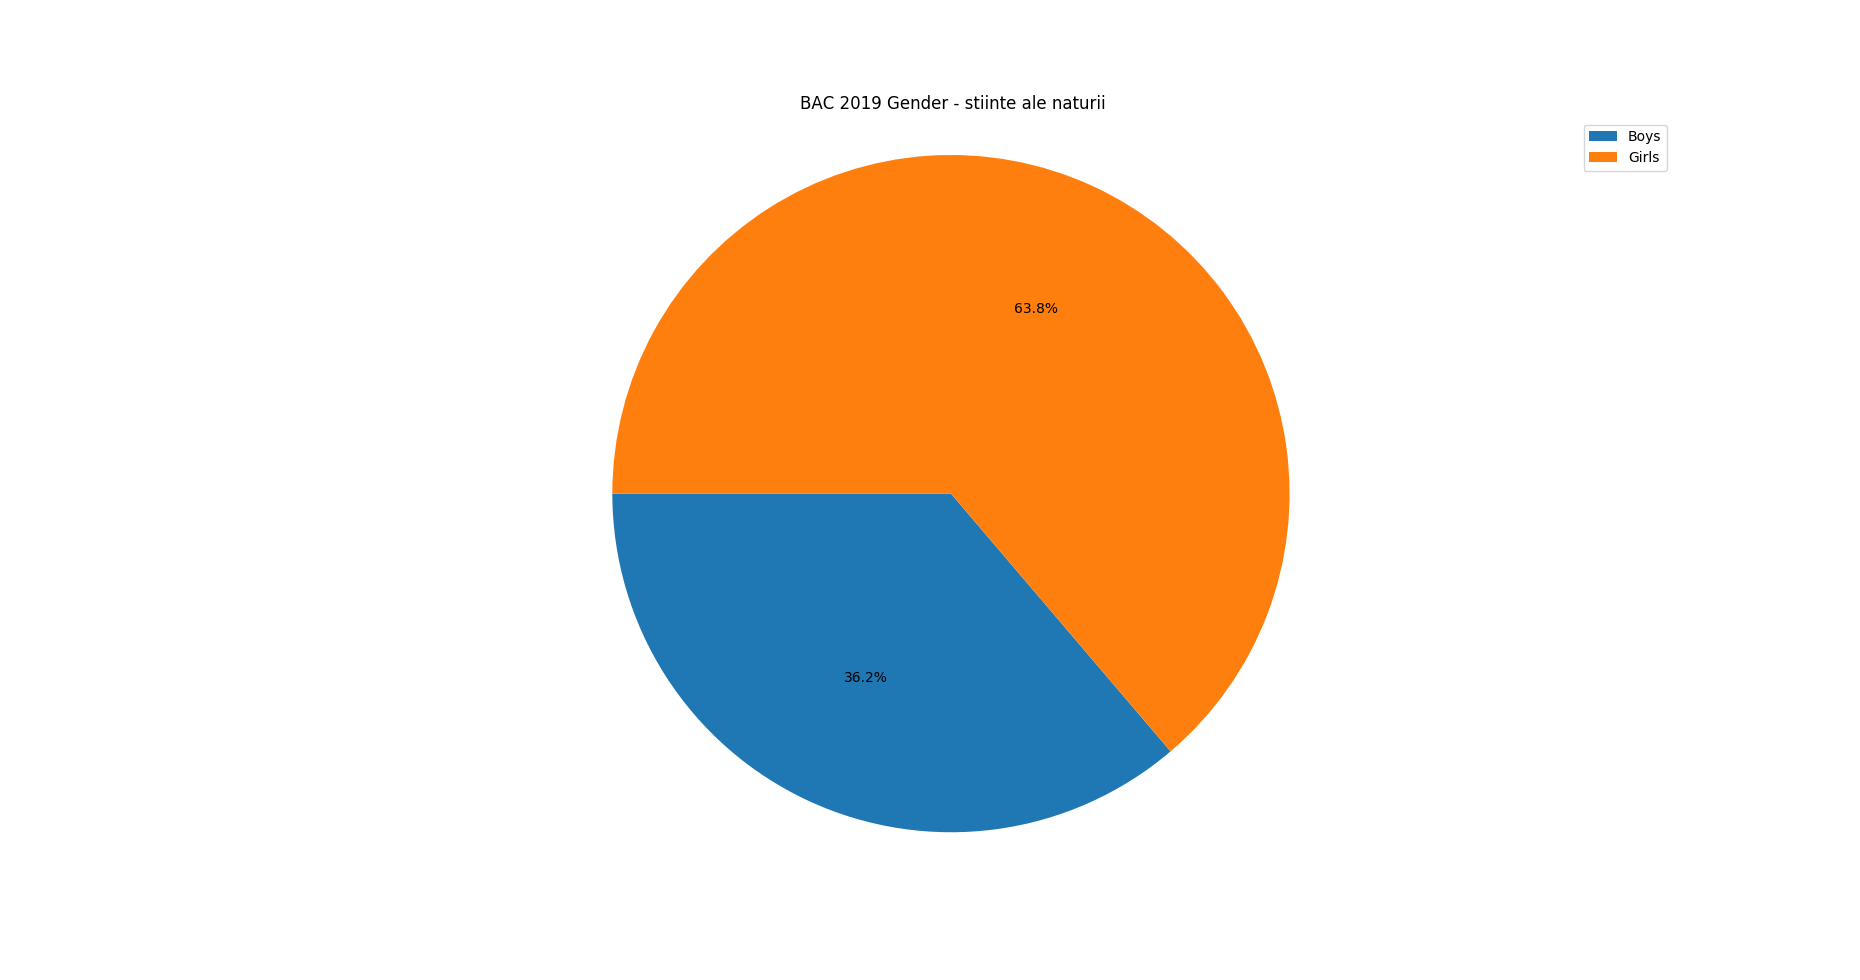 BAC 2019 Gender - stiinte ale naturii
Boys
Girls
63.8%
36.2%